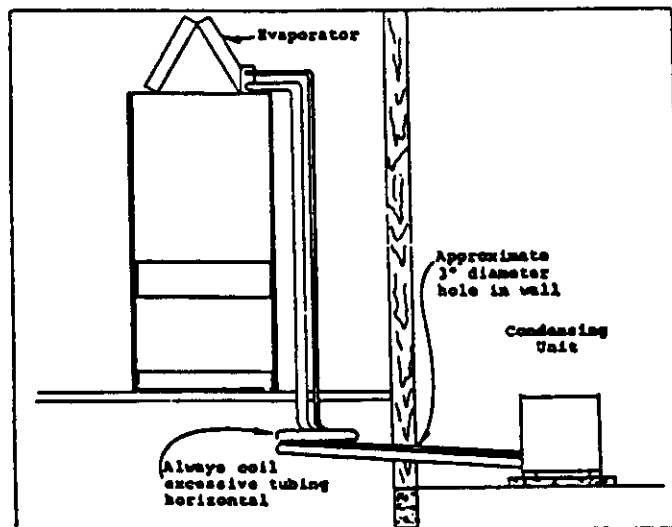 Evaporator
Approximate
3" diameter
hole in wall
Condensing
Unit
Always coil
excessive tubing
horizontal